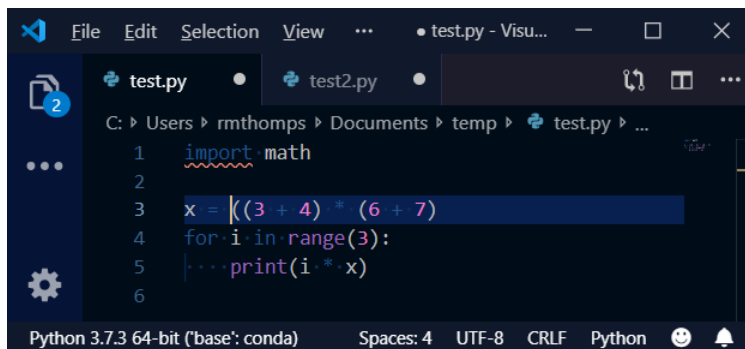 File Edit Selection View ··· ● test.py - Visu...
test.py ● test2.py ●
2
C: > Users > rmthomps > Documents > temp > test.py > ...
1 import math
2
3 x = ((3 + 4) * (6 + 7)
4 for i in range(3):
5     print(i * x)
6
Python 3.7.3 64-bit ('base': conda) Spaces: 4 UTF-8 CRLF Python